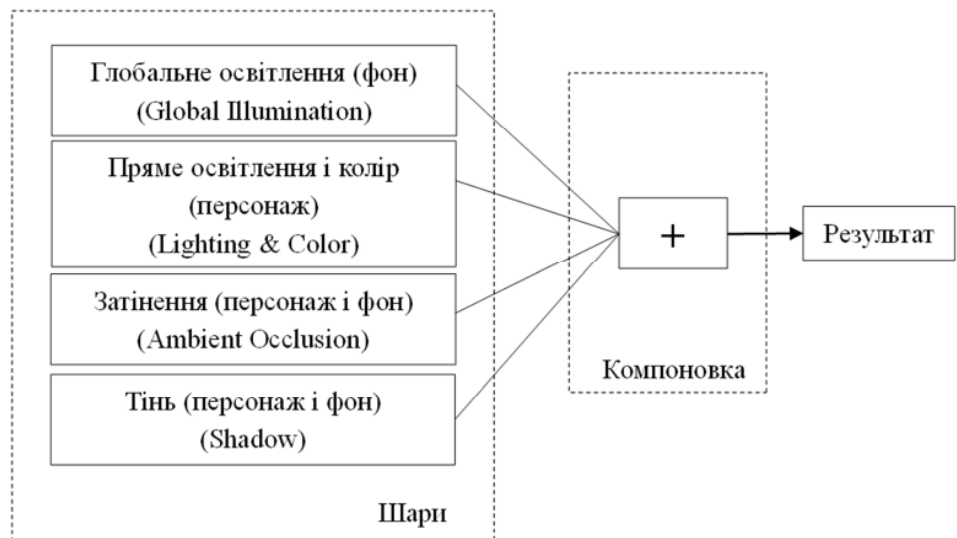 Глобальне освітлення (фон)
(Global Illumination)
Пряме освітлення і колір
(персонаж)
(Lighting & Color)
Затінення (персонаж і фон)
(Ambient Occlusion)
Тінь (персонаж і фон)
(Shadow)
Шари
+
Компоновка
Результат